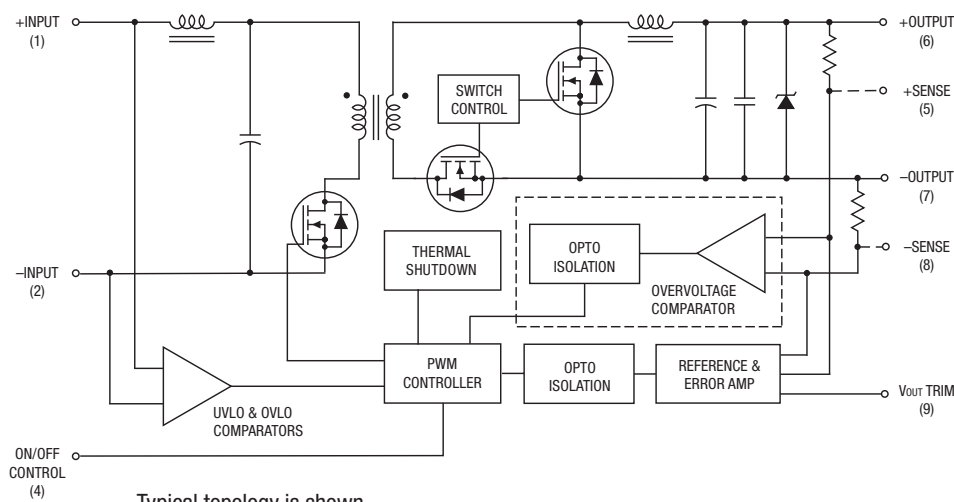 +INPUT
(1)
+OUTPUT
(6)
SWITCH
CONTROL
+SENSE
(5)
–OUTPUT
(7)
–INPUT
(2)
THERMAL
SHUTDOWN
OPTO
ISOLATION
OVERVOLTAGE
COMPARATOR
–SENSE
(8)
PWM
CONTROLLER
OPTO
ISOLATION
REFERENCE &
ERROR AMP
VOUT TRIM
(9)
UVLO & OVLO
COMPARATORS
ON/OFF
CONTROL
(4)
Typical topology is shown